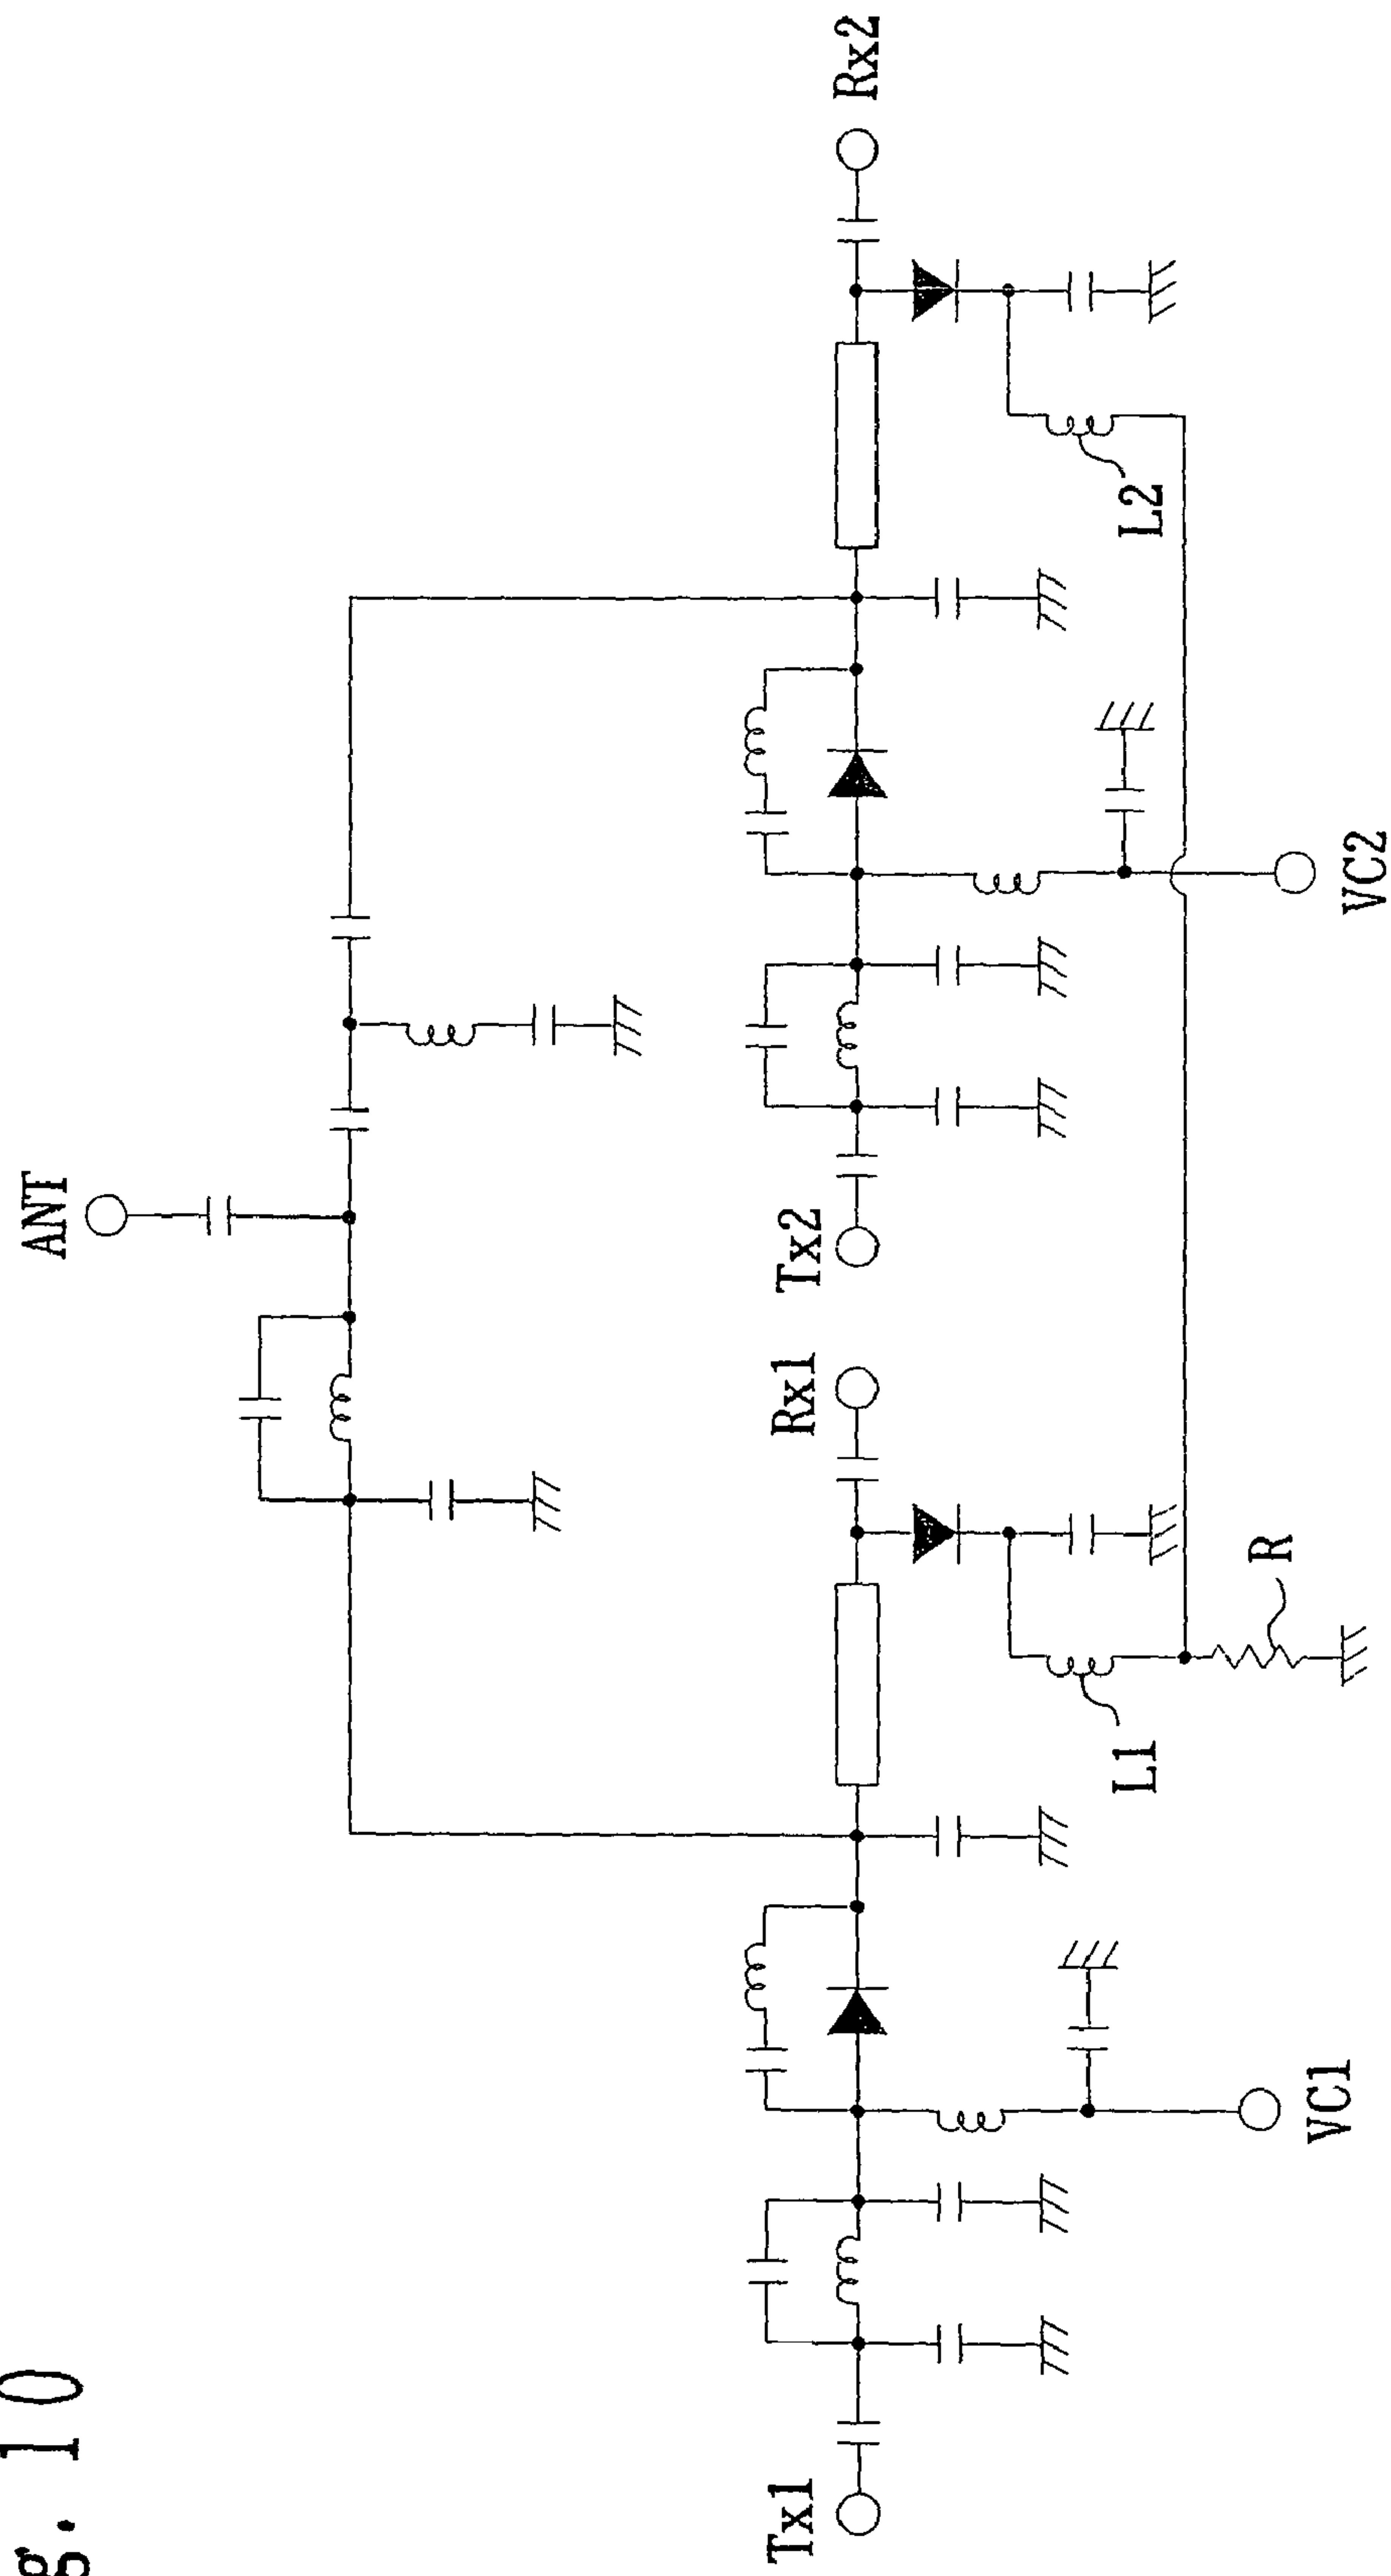 g. 10
ANT
Tx1
Rx1
Tx2
Rx2
L1
L2
R
VC1
VC2